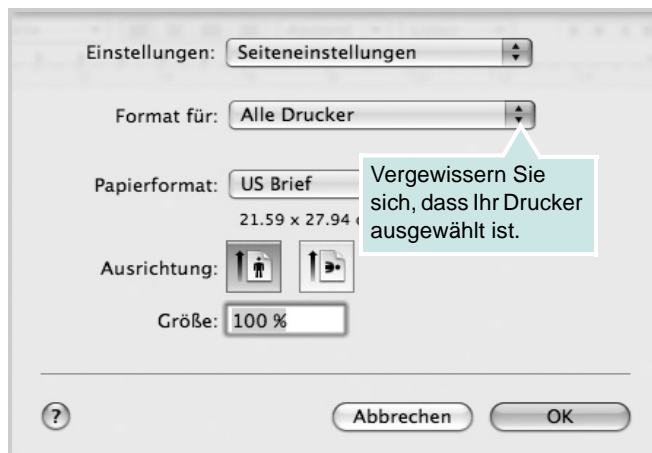 Einstellungen: Seiteneinstellungen
Format für: Alle Drucker
Vergewissern Sie
sich, dass Ihr Drucker
ausgewählt ist.
Papierformat: US Brief
21.59 x 27.94
Ausrichtung:
Größe: 100 %
?
Abbrechen OK